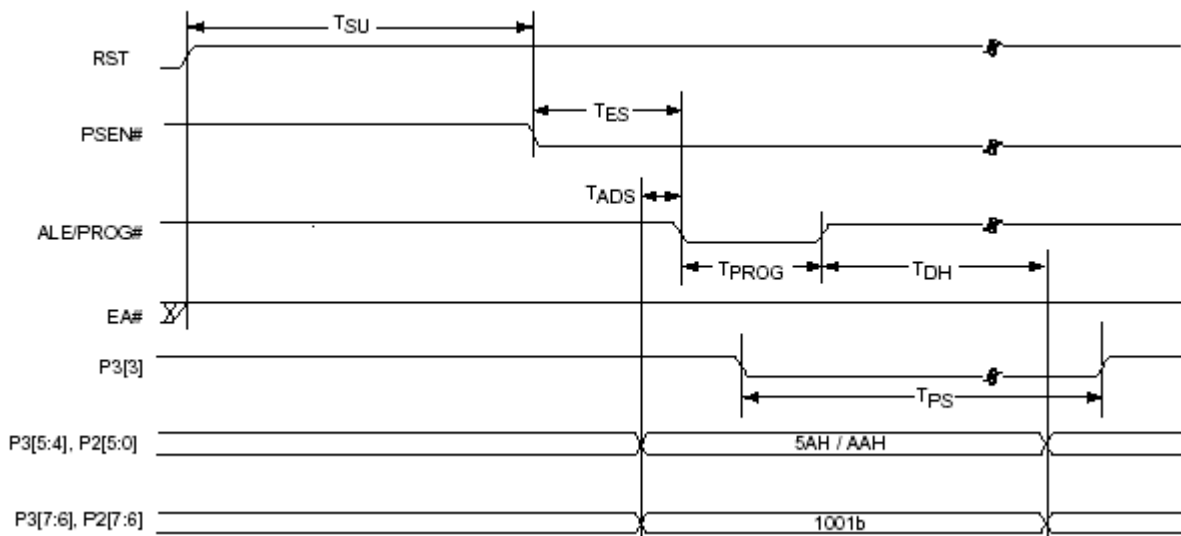 TSU
RST
TES
PSEN#
TADS
ALE/PROG#
TPROG
TDH
EA#
P3[3]
TPS
P3[5:4], P2[5:0]
5AH / AAH
P3[7:6], P2[7:6]
1001b